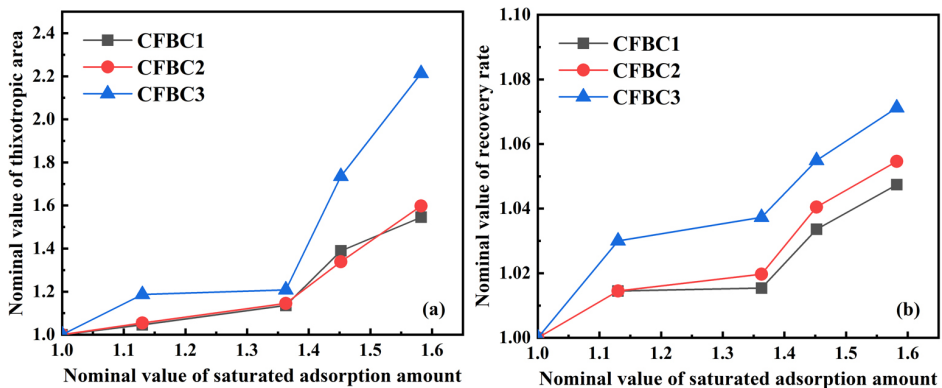 Nominal value of thixotropic area
2.4
2.2
2.0
1.8
1.6
1.4
1.2
1.0
CFBC1
CFBC2
CFBC3
(a)
1.0 1.1 1.2 1.3 1.4 1.5 1.6
Nominal value of saturated adsorption amount
Nominal value of recovery rate
1.10
1.08
1.06
1.04
1.02
1.00
CFBC1
CFBC2
CFBC3
(b)
1.0 1.1 1.2 1.3 1.4 1.5 1.6
Nominal value of saturated adsorption amount